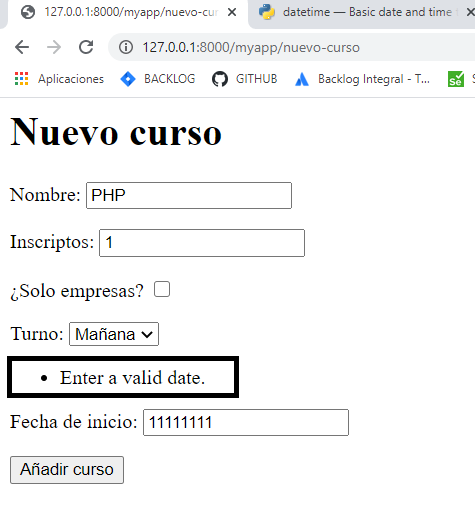 127.0.0.1:8000/myapp/nuevo-cur
datetime — Basic date and time
127.0.0.1:8000/myapp/nuevo-curso
Aplicaciones BACKLOG GITHUB Backlog Integral - T... Se
Nuevo curso
Nombre: PHP
Inscriptos: 1
¿Solo empresas?
Turno: Mañana
• Enter a valid date.
Fecha de inicio: 11111111
Añadir curso